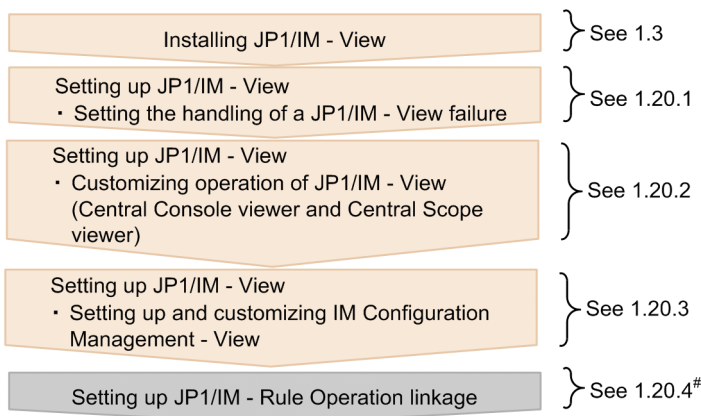 Installing JP1/IM - View
See 1.3
Setting up JP1/IM - View
・Setting the handling of a JP1/IM - View failure
See 1.20.1
Setting up JP1/IM - View
・Customizing operation of JP1/IM - View
(Central Console viewer and Central Scope
viewer)
See 1.20.2
Setting up JP1/IM - View
・Setting up and customizing IM Configuration
Management - View
See 1.20.3
Setting up JP1/IM - Rule Operation linkage
See 1.20.4#